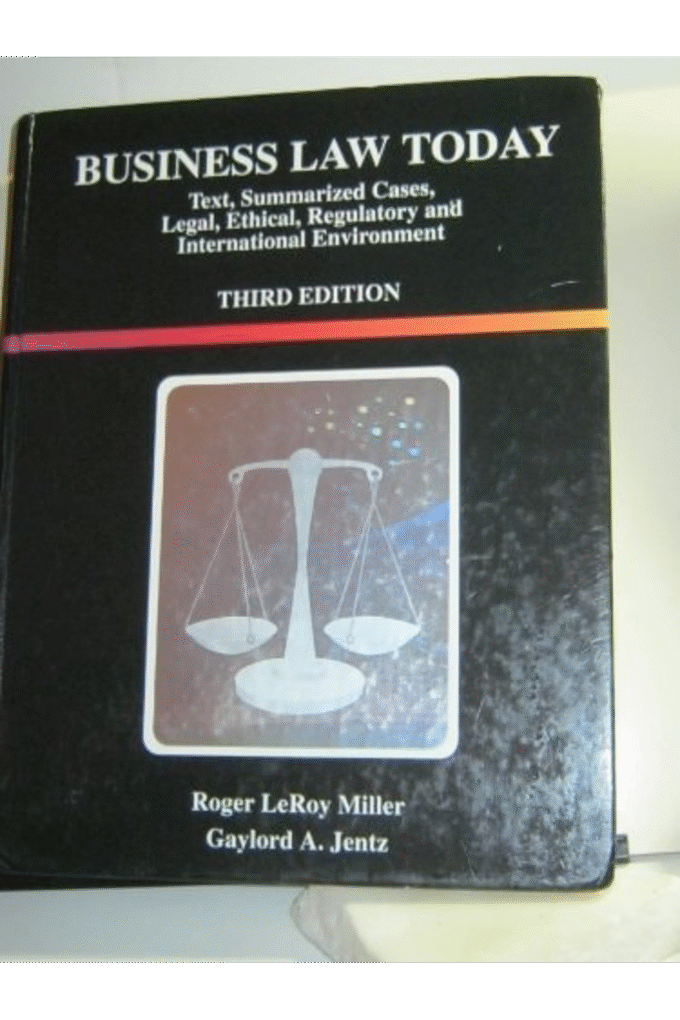 BUSINESS LAW TODAY
Text, Summarized Cases,
Legal, Ethical, Regulatory and
International Environment
THIRD EDITION
Roger LeRoy Miller
Gaylord A. Jentz